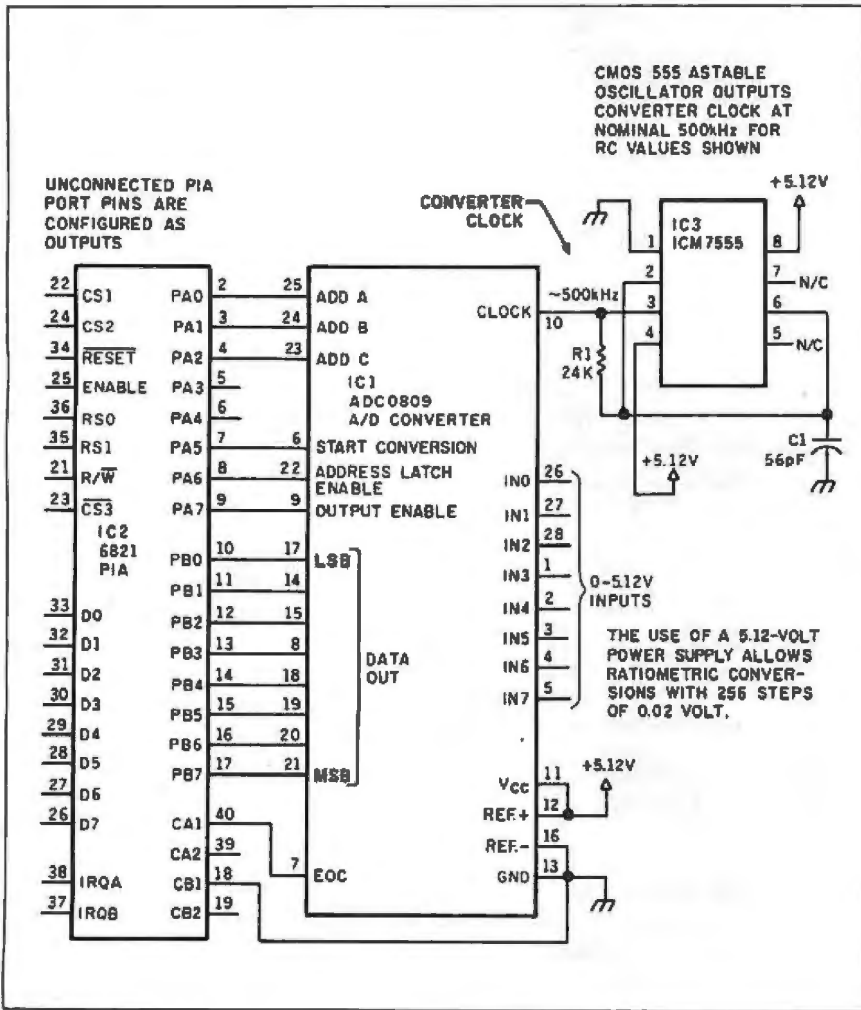 CMOS 555 ASTABLE
OSCILLATOR OUTPUTS
CONVERTER CLOCK AT
NOMINAL 500kHz FOR
RC VALUES SHOWN
UNCONNECTED PIA
PORT PINS ARE
CONFIGURED AS
OUTPUTS
CONVERTER
CLOCK
+5.12V
IC3
ICM7555
1
2
3
4
8
7 N/C
6
5 N/C
~500kHz
R1
24K
C1
56pF
+5.12V
22 CS1
24 CS2
34 RESET
25 ENABLE
36 RS0
35 RS1
21 R/W
23 CS3
IC2
6821
PIA
33 D0
32 D1
31 D2
30 D3
29 D4
28 D5
27 D6
26 D7
38 IRQA
37 IRQB
PA0 2
PA1 3
PA2 4
PA3 5
PA4 6
PA5 7
PA6 8
PA7 9
PB0 10
PB1 11
PB2 12
PB3 13
PB4 14
PB5 15
PB6 16
PB7 17
CA1 40
CA2 39
CB1 18
CB2 19
25 ADD A
24 ADD B
23 ADD C
IC1
ADC0809
A/D CONVERTER
6 START CONVERSION
22 ADDRESS LATCH
ENABLE
9 OUTPUT ENABLE
17 LSB
14
15
8
18
19
20
21 MSB
DATA
OUT
7 EOC
CLOCK 10
IN0 26
IN1 27
IN2 28
IN3 1
IN4 2
IN5 3
IN6 4
IN7 5
0-5.12V
INPUTS
THE USE OF A 5.12-VOLT
POWER SUPPLY ALLOWS
RATIOMETRIC CONVER-
SIONS WITH 256 STEPS
OF 0.02 VOLT.
Vcc 11
REF.+ 12
REF.- 16
GND 13
+5.12V